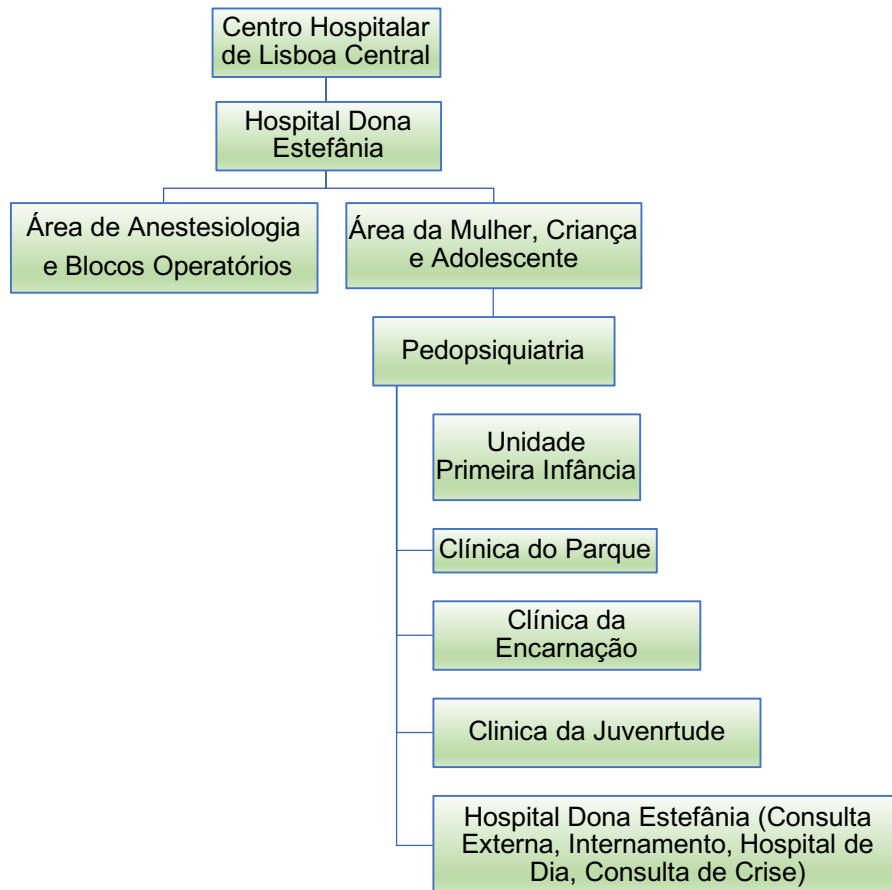 Centro Hospitalar
de Lisboa Central
Hospital Dona
Estefânia
Área de Anestesiologia
e Blocos Operatórios
Área da Mulher, Criança
e Adolescente
Pedopsiquiatria
Unidade
Primeira Infância
Clínica do Parque
Clínica da
Encarnação
Clinica da Juvenrtude
Hospital Dona Estefânia (Consulta
Externa, Internamento, Hospital de
Dia, Consulta de Crise)